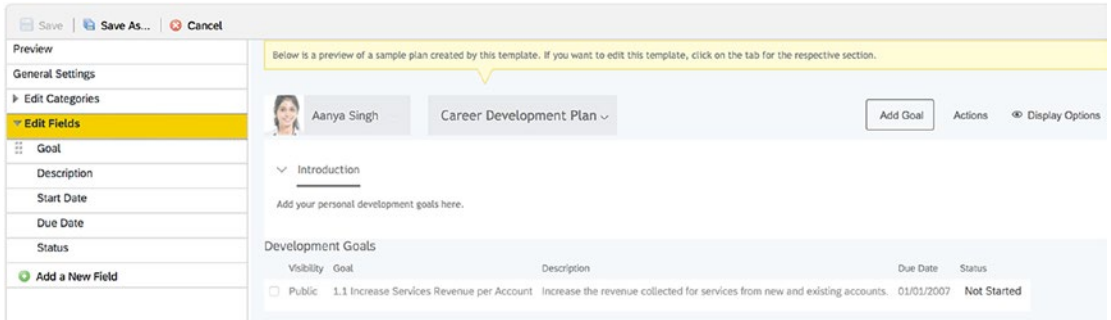 Save Save As... Cancel
Preview
General Settings
Edit Categories
Edit Fields
Goal
Description
Start Date
Due Date
Status
Add a New Field
Below is a preview of a sample plan created by this template. If you want to edit this template, click on the tab for the respective section.
Aanya Singh Career Development Plan Add Goal Actions Display Options
Introduction
Add your personal development goals here.
Development Goals
Visibility Goal Description Due Date Status
Public 1.1 Increase Services Revenue per Account Increase the revenue collected for services from new and existing accounts. 01/01/2007 Not Started